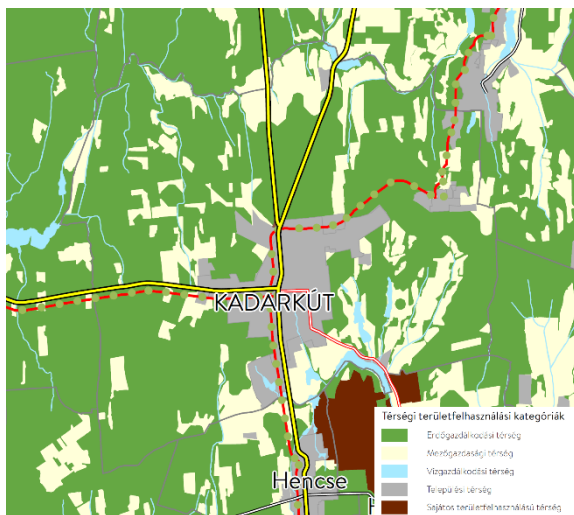 KADARKÚT
Hencse
Térségi területfelhasználási kategóriák
Erdőgazdálkodási térség
Mezőgazdasági térség
Vízgazdálkodási térség
Települési térség
Sajátos területfelhasználású térség